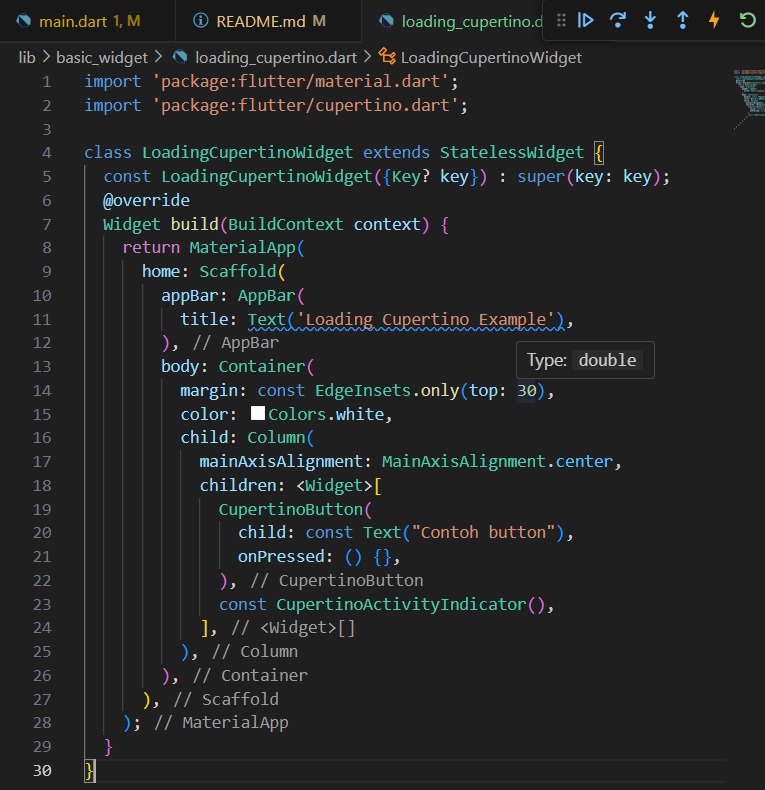 main.dart 1, M
README.md M
loading_cupertino.d
lib > basic_widget > loading_cupertino.dart > LoadingCupertinoWidget
1 import 'package:flutter/material.dart';
2 import 'package:flutter/cupertino.dart';
3
4 class LoadingCupertinoWidget extends StatelessWidget {
5   const LoadingCupertinoWidget({Key? key}) : super(key: key);
6   @override
7   Widget build(BuildContext context) {
8     return MaterialApp(
9       home: Scaffold(
10         appBar: AppBar(
11           title: Text('Loading Cupertino Example'),
12         ), // AppBar
Type: double
13         body: Container(
14           margin: const EdgeInsets.only(top: 30),
15           color: Colors.white,
16           child: Column(
17             mainAxisAlignment: MainAxisAlignment.center,
18             children: <Widget>[
19               CupertinoButton(
20                 child: const Text("Contoh button"),
21                 onPressed: () {},
22               ), // CupertinoButton
23               const CupertinoActivityIndicator(),
24             ], // <Widget>[]
25           ), // Column
26         ), // Container
27       ), // Scaffold
28     ); // MaterialApp
29   }
30 }